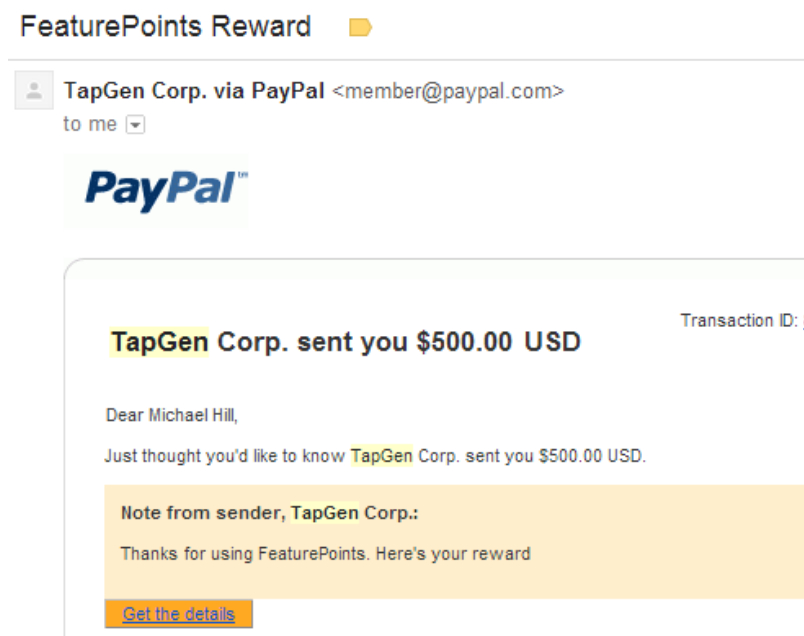 FeaturePoints Reward
TapGen Corp. via PayPal <member@paypal.com>
to me
PayPal™
Transaction ID:
TapGen Corp. sent you $500.00 USD
Dear Michael Hill,
Just thought you'd like to know TapGen Corp. sent you $500.00 USD.
Note from sender, TapGen Corp.:
Thanks for using FeaturePoints. Here's your reward
Get the details